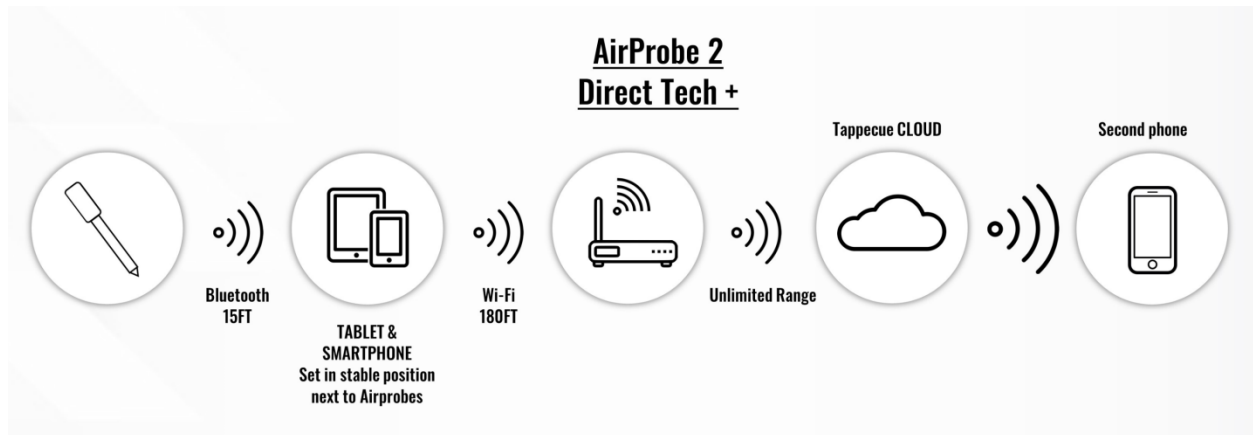 AirProbe 2
Direct Tech +
Tappecue CLOUD
Second phone
Bluetooth
15FT
Wi-Fi
180FT
Unlimited Range
TABLET &
SMARTPHONE
Set in stable position
next to Airprobes